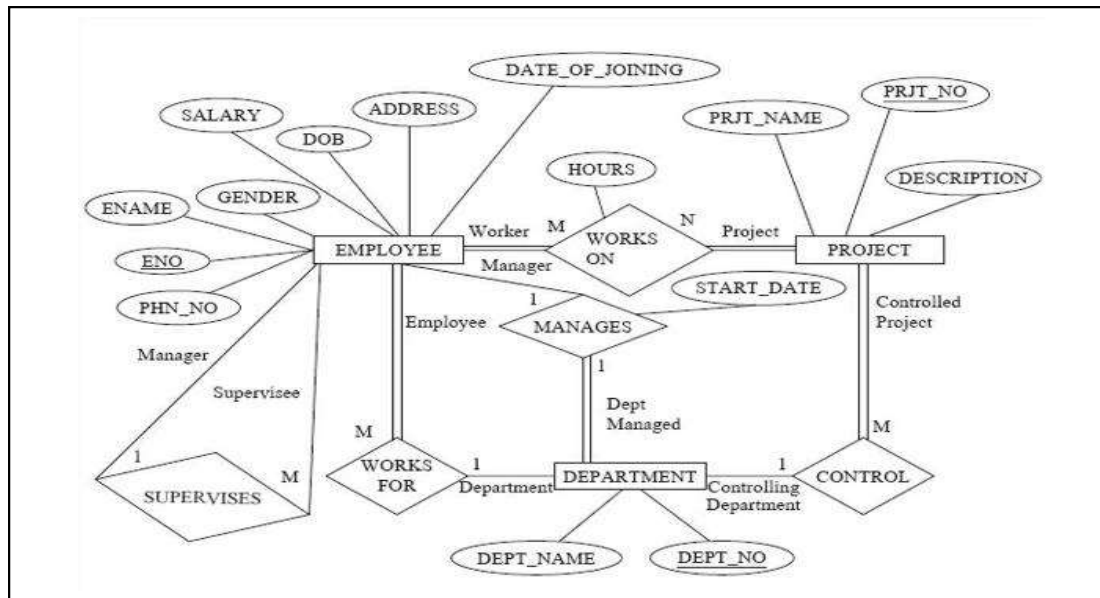 DATE_OF_JOINING
PRJT_NO
SALARY
ADDRESS
PRJT_NAME
DOB
HOURS
DESCRIPTION
GENDER
ENAME
Worker
M
WORKS
ON
N
Project
EMPLOYEE
PROJECT
ENO
Manager
START_DATE
PHN_NO
1
MANAGES
Controlled
Project
Employee
Manager
1
Supervisee
Dept
Managed
M
M
1
M
WORKS
FOR
1
DEPARTMENT
1
CONTROL
SUPERVISES
Department
Controlling
Department
DEPT_NAME
DEPT_NO